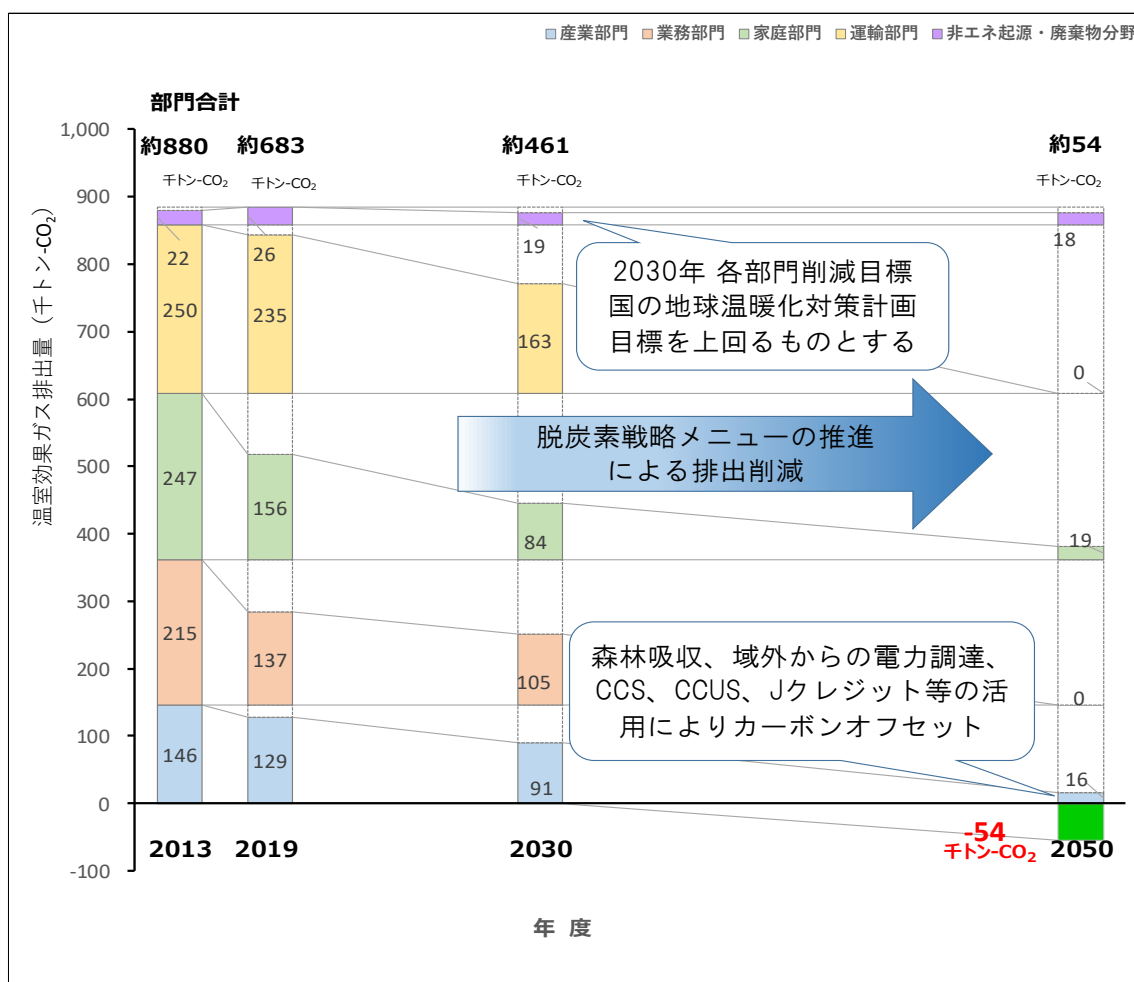 産業部門 業務部門 家庭部門 運輸部門 非エネ起源・廃棄物分野
部門合計
約880 約683 約461 約54
千トン-CO₂ 千トン-CO₂ 千トン-CO₂ 千トン-CO₂
温室効果ガス排出量（千トン-CO₂）
1,000
900
800
700
600
500
400
300
200
100
0
-100
22
250
247
215
146
26
235
156
137
129
19
163
84
105
91
18
0
19
0
16
2030年 各部門削減目標
国の地球温暖化対策計画
目標を上回るものとする
脱炭素戦略メニューの推進
による排出削減
森林吸収、域外からの電力調達、
CCS、CCUS、Jクレジット等の活
用によりカーボンオフセット
-54
千トン-CO₂
2013 2019 2030 2050
年 度